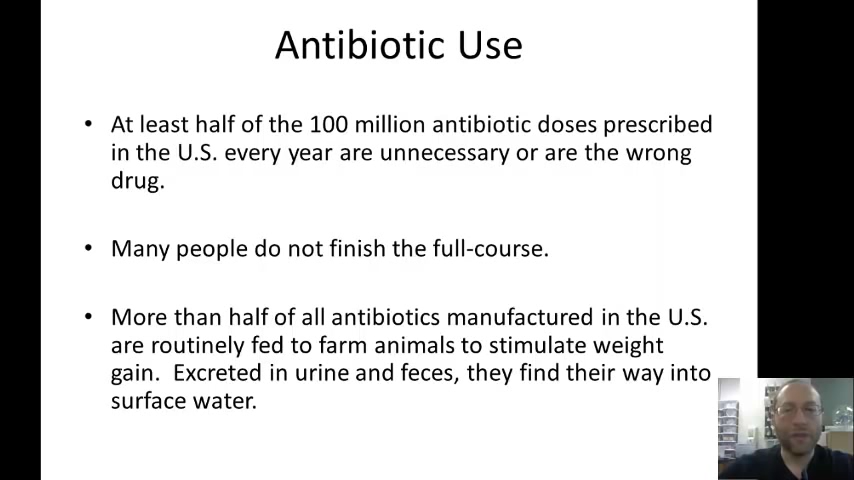 Antibiotic Use
• At least half of the 100 million antibiotic doses prescribed
in the U.S. every year are unnecessary or are the wrong
drug.
• Many people do not finish the full-course.
• More than half of all antibiotics manufactured in the U.S.
are routinely fed to farm animals to stimulate weight
gain.  Excreted in urine and feces, they find their way into
surface water.